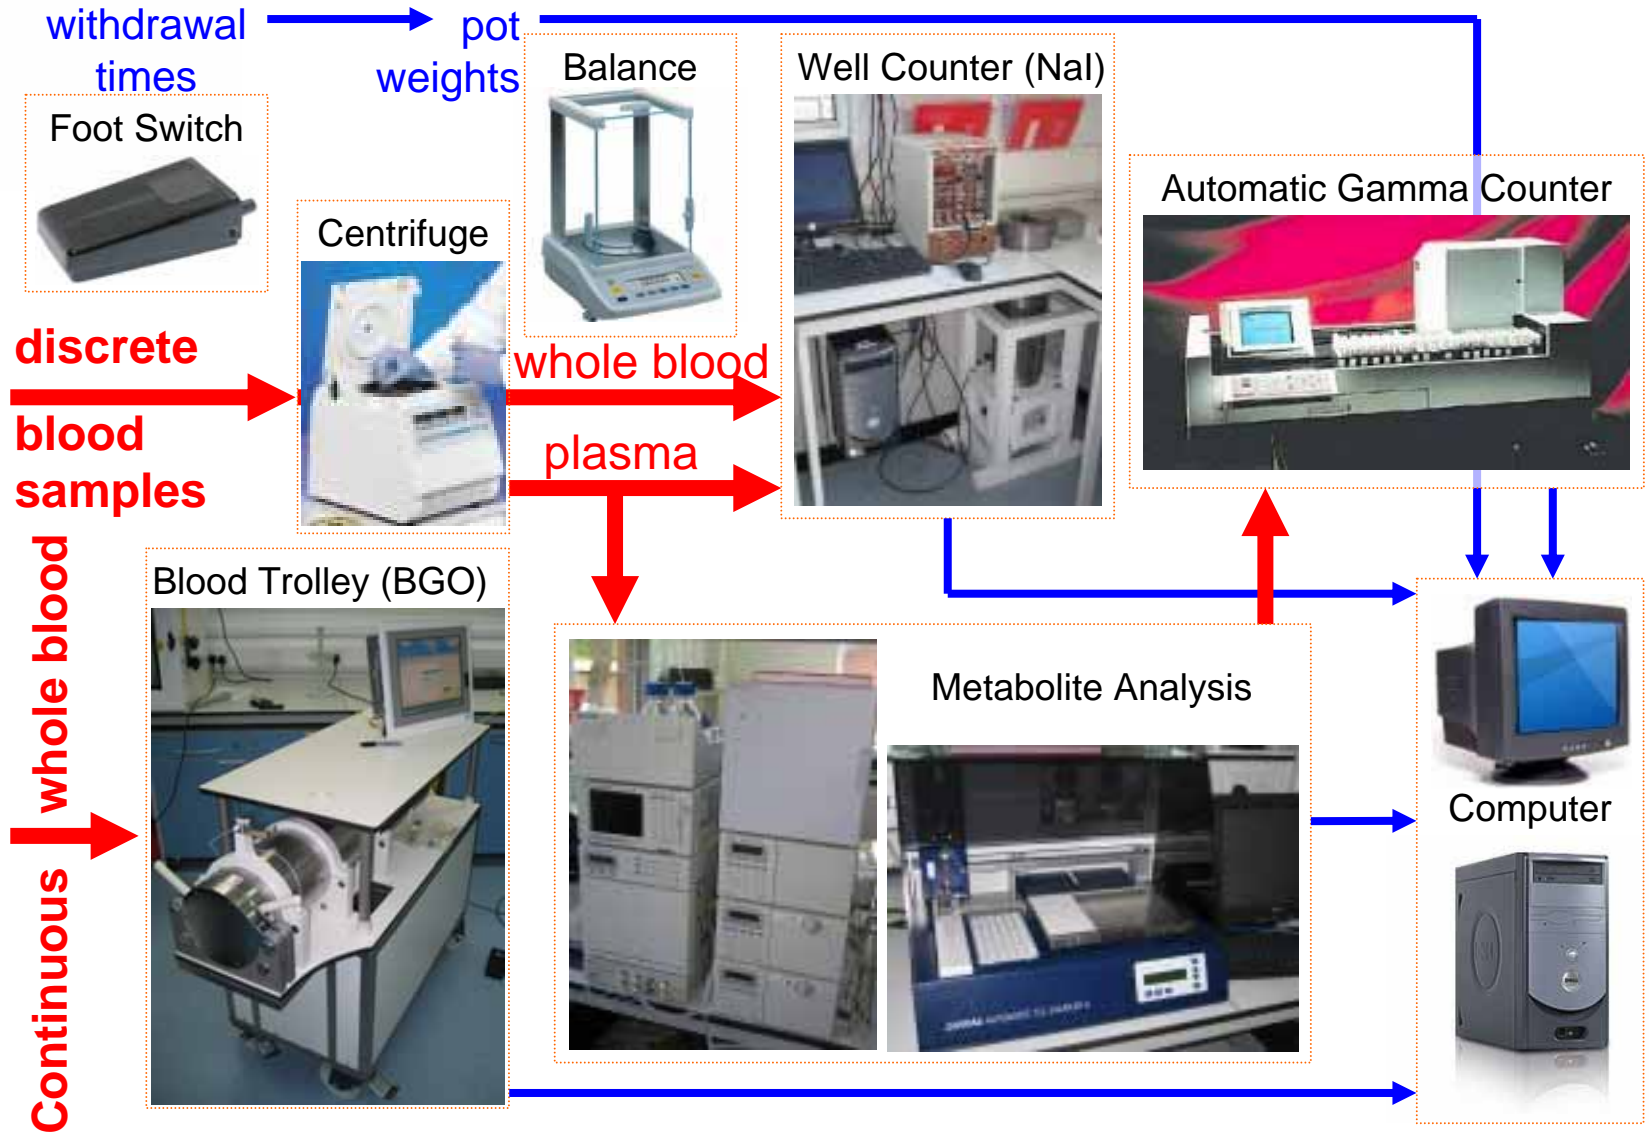 withdrawal
times
pot
weights
Foot Switch
Balance
Well Counter (NaI)
Automatic Gamma Counter
Centrifuge
discrete
blood
samples
whole blood
plasma
Continuous whole blood
Blood Trolley (BGO)
Metabolite Analysis
Computer